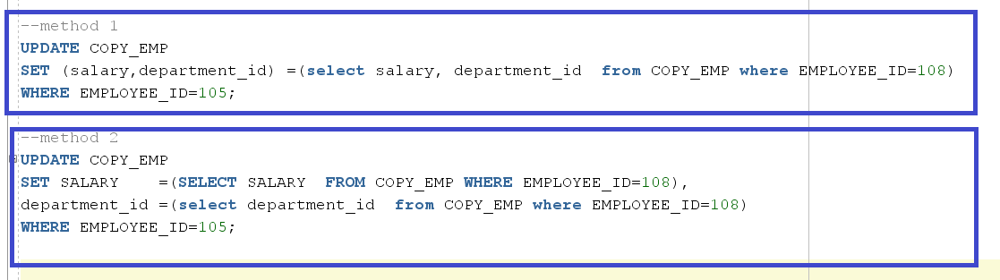 --method 1
UPDATE COPY_EMP
SET (salary,department_id) =(select salary, department_id  from COPY_EMP where EMPLOYEE_ID=108)
WHERE EMPLOYEE_ID=105;
--method 2
UPDATE COPY_EMP
SET SALARY    =(SELECT SALARY  FROM COPY_EMP WHERE EMPLOYEE_ID=108),
department_id =(select department_id  from COPY_EMP where EMPLOYEE_ID=108)
WHERE EMPLOYEE_ID=105;